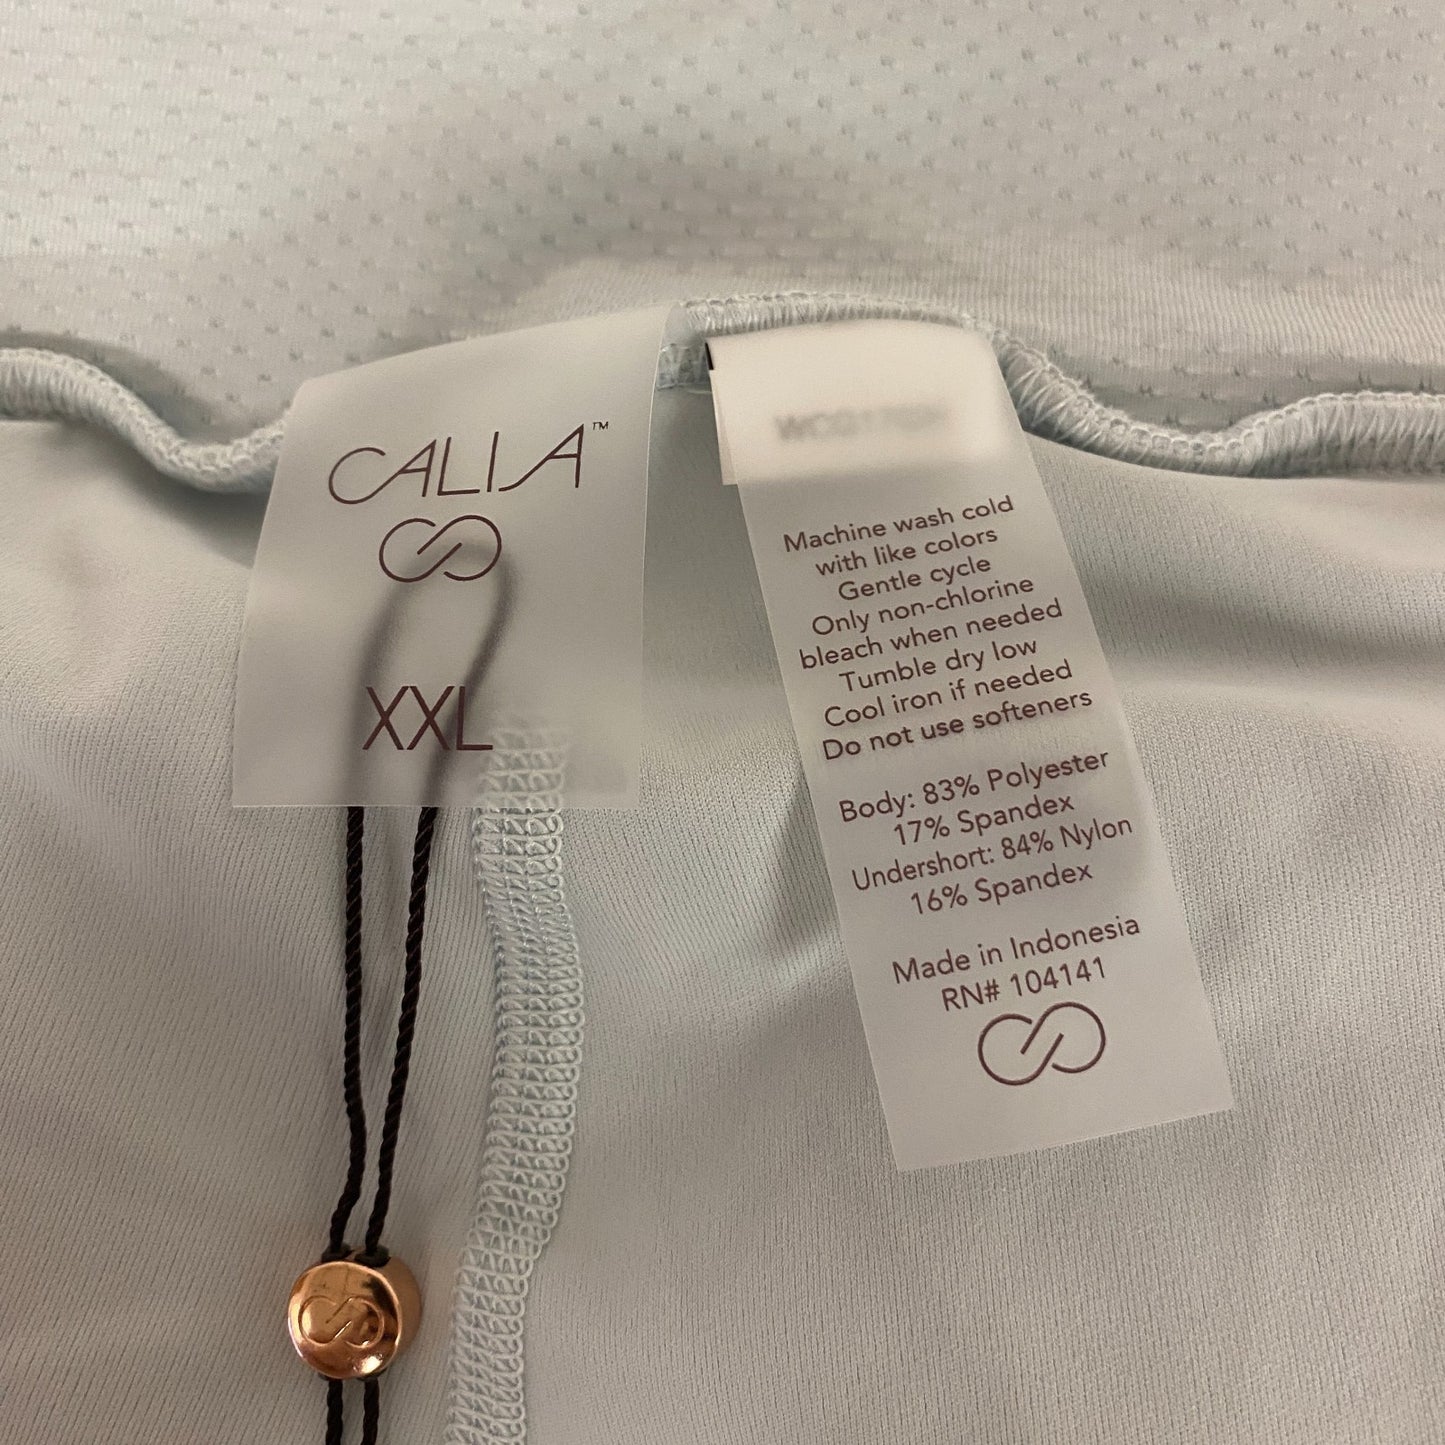 CALIA™
XXL
Machine wash cold
with like colors
Gentle cycle
Only non-chlorine
bleach when needed
Tumble dry low
Cool iron if needed
Do not use softeners
Body: 83% Polyester
17% Spandex
Undershort: 84% Nylon
16% Spandex
Made in Indonesia
RN# 104141